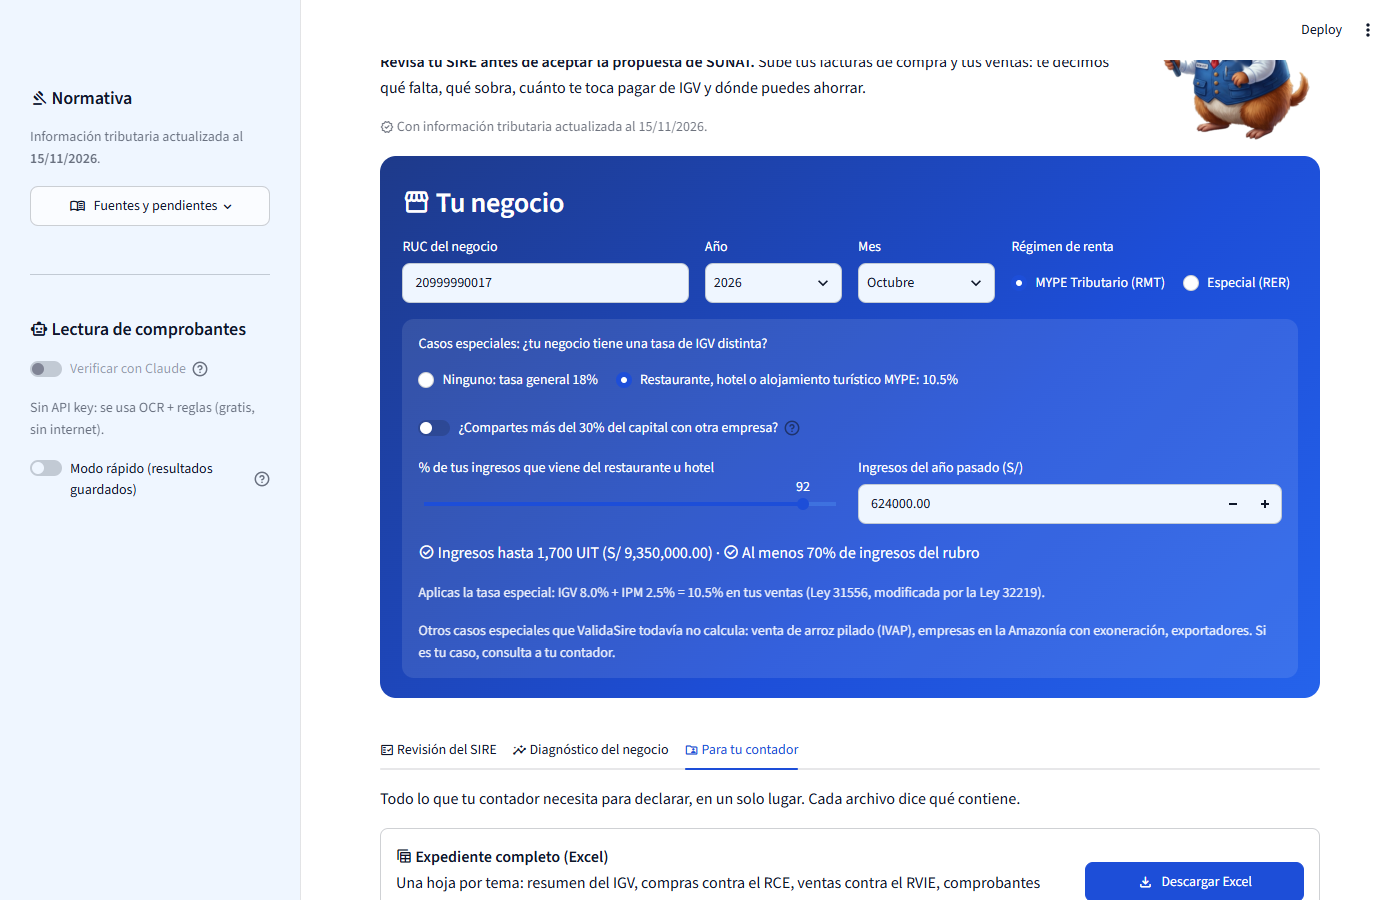 Deploy
Normativa
Información tributaria actualizada al
15/11/2026.
Fuentes y pendientes
Lectura de comprobantes
Verificar con Claude
Sin API key: se usa OCR + reglas (gratis,
sin internet).
Modo rápido (resultados
guardados)
Revisa tu SIRE antes de aceptar la propuesta de SUNAT. Sube tus facturas de compra y tus ventas: te decimos
qué falta, qué sobra, cuánto te toca pagar de IGV y dónde puedes ahorrar.
Con información tributaria actualizada al 15/11/2026.
Tu negocio
RUC del negocio
Año
Mes
Régimen de renta
20999990017
2026
Octubre
MYPE Tributario (RMT)
Especial (RER)
Casos especiales: ¿tu negocio tiene una tasa de IGV distinta?
Ninguno: tasa general 18%
Restaurante, hotel o alojamiento turístico MYPE: 10.5%
¿Compartes más del 30% del capital con otra empresa?
% de tus ingresos que viene del restaurante u hotel
Ingresos del año pasado (S/)
92
624000.00
Ingresos hasta 1,700 UIT (S/ 9,350,000.00) · Al menos 70% de ingresos del rubro
Aplicas la tasa especial: IGV 8.0% + IPM 2.5% = 10.5% en tus ventas (Ley 31556, modificada por la Ley 32219).
Otros casos especiales que ValidaSire todavía no calcula: venta de arroz pilado (IVAP), empresas en la Amazonía con exoneración, exportadores. Si
es tu caso, consulta a tu contador.
Revisión del SIRE
Diagnóstico del negocio
Para tu contador
Todo lo que tu contador necesita para declarar, en un solo lugar. Cada archivo dice qué contiene.
Expediente completo (Excel)
Una hoja por tema: resumen del IGV, compras contra el RCE, ventas contra el RVIE, comprobantes
Descargar Excel